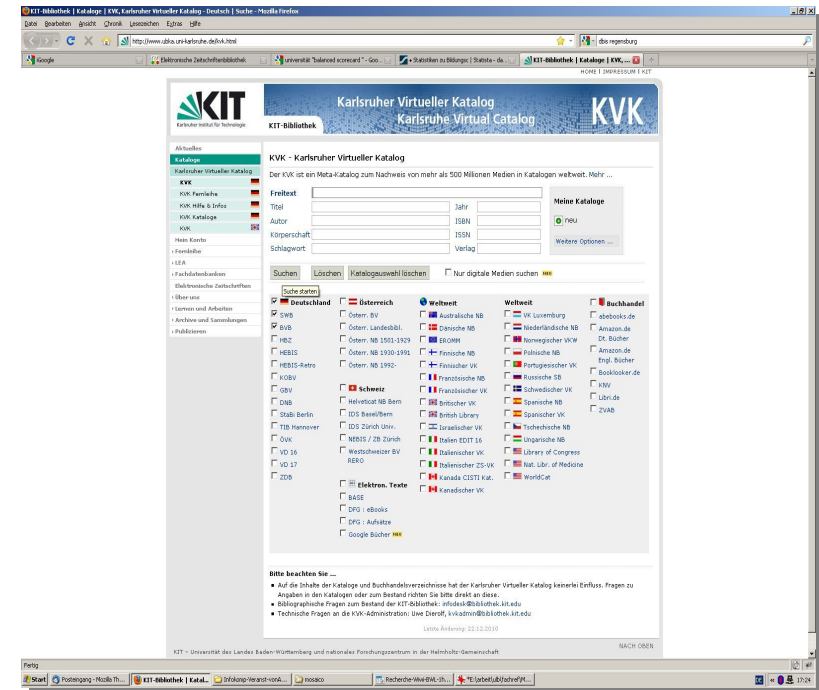 KIT-Bibliothek | Kataloge | KVK, Karlsruher Virtueller Katalog - Deutsch | Suche - Mozilla Firefox
Datei Bearbeiten Ansicht Chronik Lesezeichen Extras Hilfe
http://www.ubka.uni-karlsruhe.de/kvk.html
dbis regensburg
iGoogle
Elektronische Zeitschriftenbibliothek
universität "balanced scorecard" - Goo...
Statistiken zu Bildungsc | Statista - da...
KIT-Bibliothek | Kataloge | KVK, ...
HOME | IMPRESSUM | KIT
KIT
Karlsruher Institut für Technologie
KIT-Bibliothek
Karlsruher Virtueller Katalog
Karlsruhe Virtual Catalog
KVK
Aktuelles
Kataloge
Karlsruher Virtueller Katalog
KVK
KVK Fernleihe
KVK Hilfe & Infos
KVK Kataloge
KVK
Mein Konto
Fernleihe
LEA
Fachdatenbanken
Elektronische Zeitschriften
Über uns
Lernen und Arbeiten
Archive und Sammlungen
Publizieren
KVK - Karlsruher Virtueller Katalog
Der KVK ist ein Meta-Katalog zum Nachweis von mehr als 500 Millionen Medien in Katalogen weltweit. Mehr ...
Freitext
Titel
Jahr
Autor
ISBN
Körperschaft
ISSN
Schlagwort
Verlag
Meine Kataloge
neu
Weitere Optionen ...
Suchen Löschen Katalogauswahl löschen Nur digitale Medien suchen NEU
Suche starten
Deutschland
SWB
BVB
HBZ
HEBIS
HEBIS-Retro
KOBV
GBV
DNB
StaBi Berlin
TIB Hannover
ÖVK
VD 16
VD 17
ZDB
Österreich
Österr. BV
Österr. Landesbibl.
Österr. NB 1501-1929
Österr. NB 1930-1991
Österr. NB 1992-
Schweiz
Helveticat NB Bern
IDS Basel/Bern
IDS Zürich Univ.
NEBIS / ZB Zürich
Westschweizer BV
RERO
Elektron. Texte
BASE
DFG : eBooks
DFG : Aufsätze
Google Bücher NEU
Weltweit
Australische NB
Dänische NB
EROMM
Finnische NB
Finnischer VK
Französische NB
Französischer VK
Britischer VK
British Library
Israelischer VK
Italien EDIT 16
Italienischer VK
Italienischer ZS-VK
Kanada CISTI Kat.
Kanadischer VK
Weltweit
VK Luxemburg
Niederländische NB
Norwegischer VKW
Polnische NB
Portugiesischer VK
Russische SB
Schwedischer VK
Spanische NB
Spanischer VK
Tschechische NB
Ungarische NB
Library of Congress
Nat. Libr. of Medicine
WorldCat
Buchhandel
abebooks.de
Amazon.de
Dt. Bücher
Amazon.de
Engl. Bücher
Booklooker.de
KNV
Libri.de
ZVAB
Bitte beachten Sie ...
Auf die Inhalte der Kataloge und Buchhandelsverzeichnisse hat der Karlsruher Virtueller Katalog keinerlei Einfluss. Fragen zu
Angaben in den Katalogen oder zum Bestand richten Sie bitte direkt an diese.
Bibliographische Fragen zum Bestand der KIT-Bibliothek: infodesk@bibliothek.kit.edu
Technische Fragen an die KVK-Administration: Uwe Dierolf, kvkadmin@bibliothek.kit.edu
Letzte Änderung: 22.12.2010
NACH OBEN
KIT – Universität des Landes Baden-Württemberg und nationales Forschungszentrum in der Helmholtz-Gemeinschaft
Fertig
Start
Posteingang - Mozilla Th...
KIT-Bibliothek | Katal...
Infokomp-Veranst-vonA...
mosaico
Recherche-Wiwi-BWL-1h...
*E:\arbeit\ubl\fachref\M...
DE
17:24